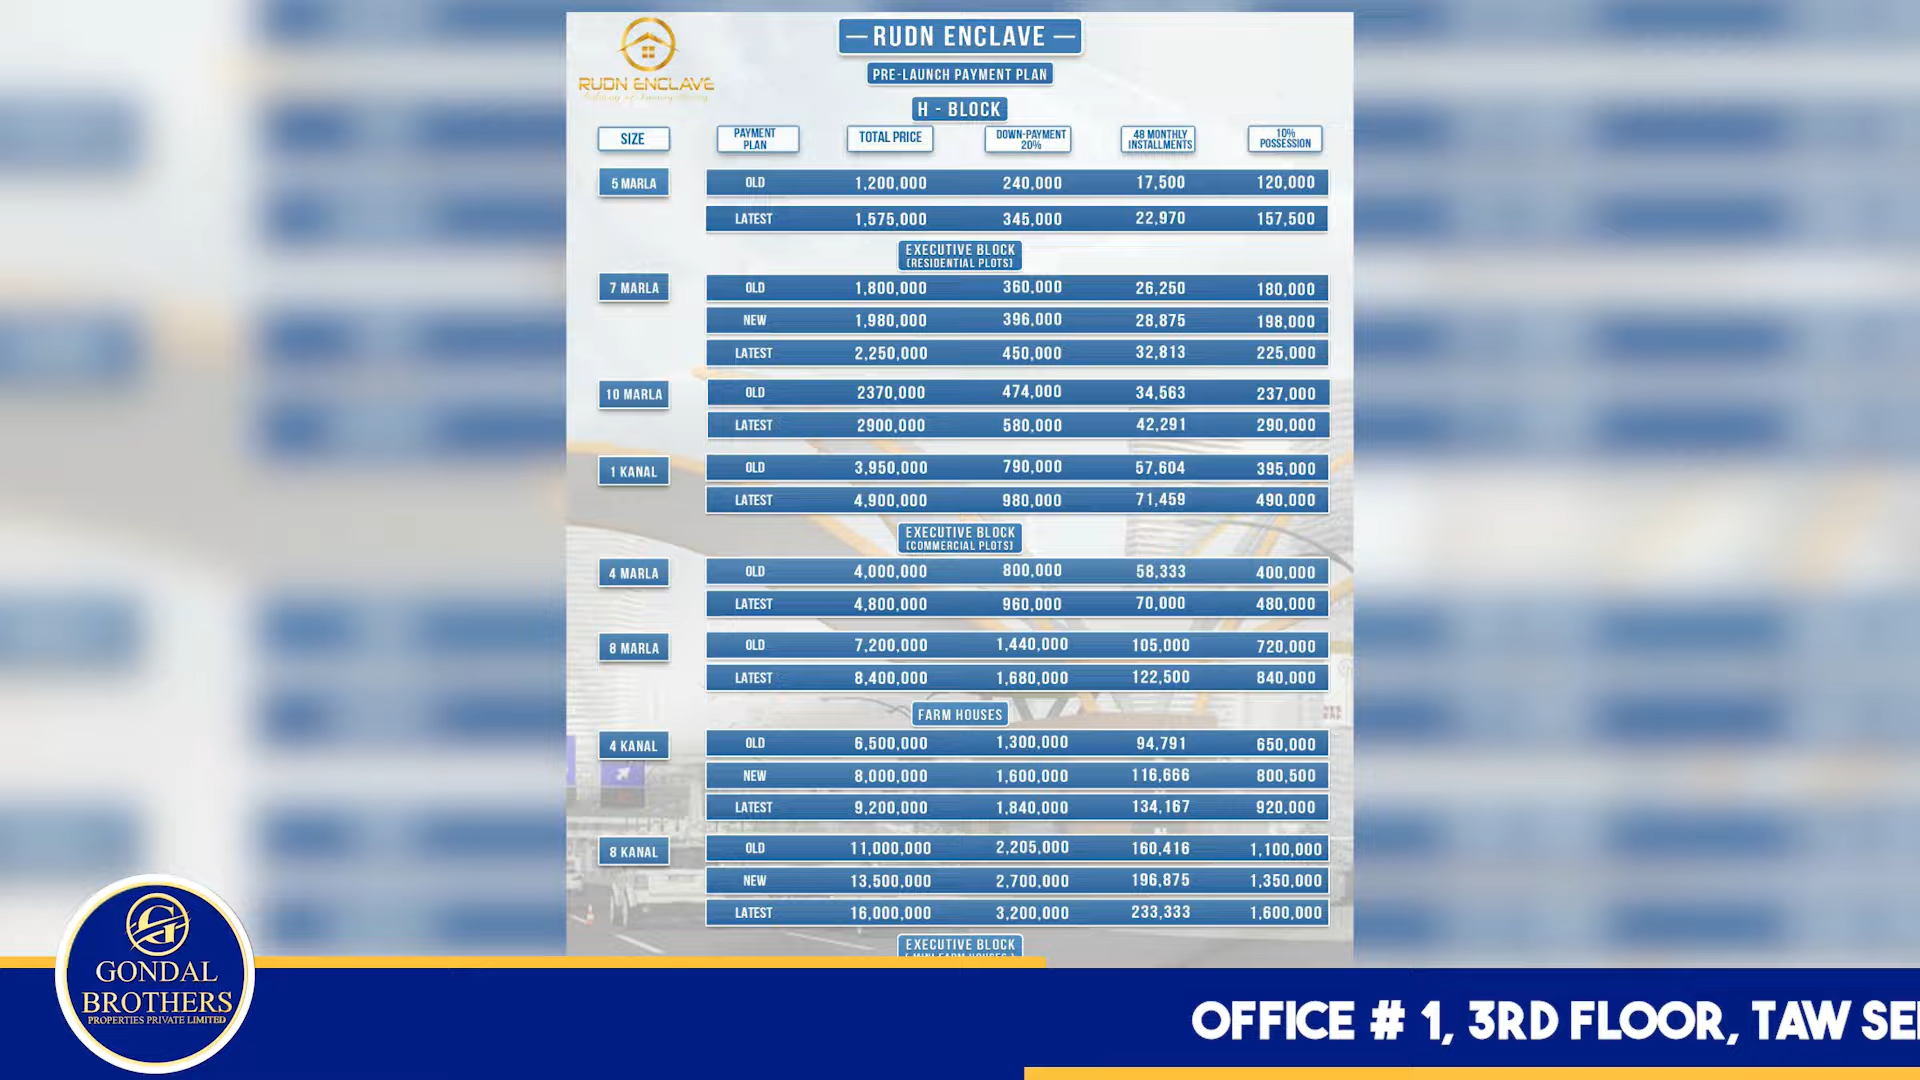 RUDN ENCLAVE
— RUDN ENCLAVE —
PRE-LAUNCH PAYMENT PLAN
H - BLOCK
SIZE PAYMENT PLAN TOTAL PRICE DOWN-PAYMENT 20% 48 MONTHLY INSTALLMENTS 10% POSSESSION
5 MARLA OLD 1,200,000 240,000 17,500 120,000
LATEST 1,575,000 345,000 22,970 157,500
EXECUTIVE BLOCK
(RESIDENTIAL PLOTS)
7 MARLA OLD 1,800,000 360,000 26,250 180,000
NEW 1,980,000 396,000 28,875 198,000
LATEST 2,250,000 450,000 32,813 225,000
10 MARLA OLD 2370,000 474,000 34,563 237,000
LATEST 2900,000 580,000 42,291 290,000
1 KANAL OLD 3,950,000 790,000 57,604 395,000
LATEST 4,900,000 980,000 71,459 490,000
EXECUTIVE BLOCK
(COMMERCIAL PLOTS)
4 MARLA OLD 4,000,000 800,000 58,333 400,000
LATEST 4,800,000 960,000 70,000 480,000
8 MARLA OLD 7,200,000 1,440,000 105,000 720,000
LATEST 8,400,000 1,680,000 122,500 840,000
FARM HOUSES
4 KANAL OLD 6,500,000 1,300,000 94,791 650,000
NEW 8,000,000 1,600,000 116,666 800,500
LATEST 9,200,000 1,840,000 134,167 920,000
8 KANAL OLD 11,000,000 2,205,000 160,416 1,100,000
NEW 13,500,000 2,700,000 196,875 1,350,000
LATEST 16,000,000 3,200,000 233,333 1,600,000
EXECUTIVE BLOCK
GONDAL
BROTHERS
PROPERTIES PRIVATE LIMITED
OFFICE # 1, 3RD FLOOR, TAW